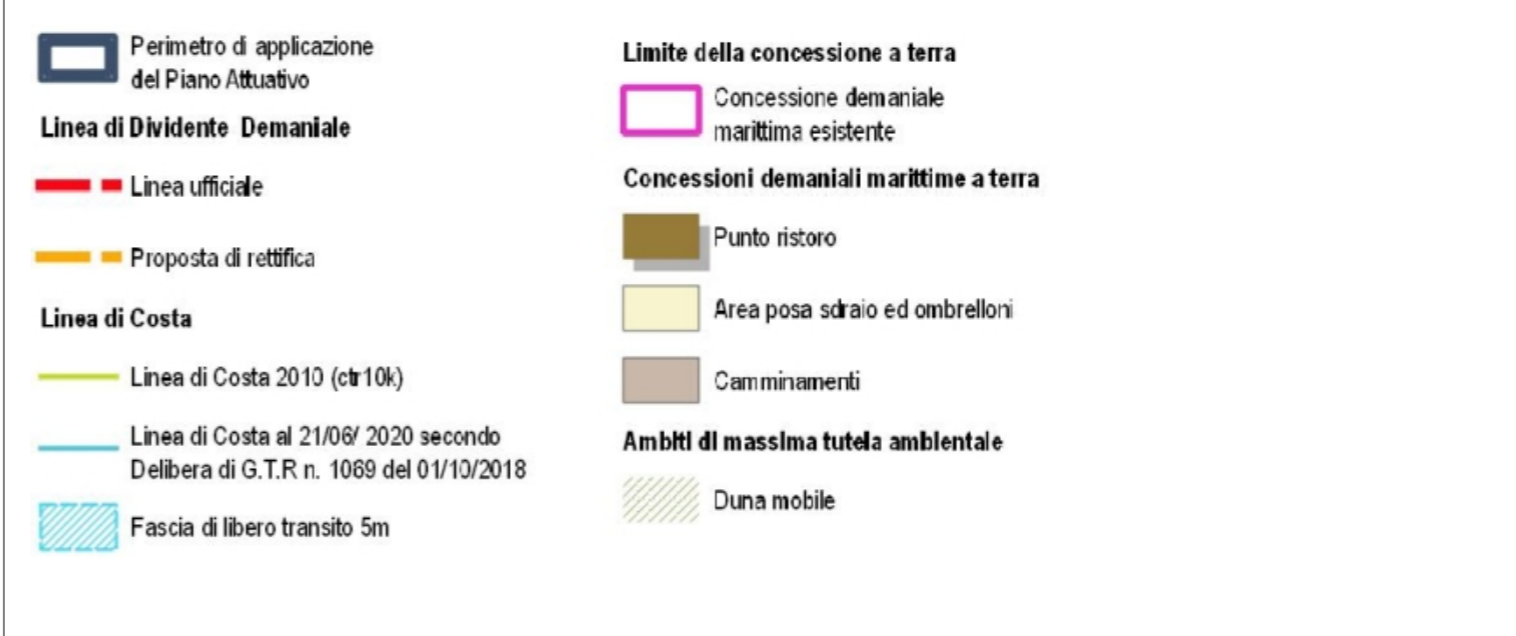 Perimetro di applicazione
del Piano Attuativo
Linea di Dividente Demaniale
Linea ufficiale
Proposta di rettifica
Linea di Costa
Linea di Costa 2010 (ctr10k)
Linea di Costa al 21/06/ 2020 secondo
Delibera di G.T.R n. 1069 del 01/10/2018
Fascia di libero transito 5m
Limite della concessione a terra
Concessione demaniale
marittima esistente
Concessioni demaniali marittime a terra
Punto ristoro
Area posa sdraio ed ombrelloni
Camminamenti
Ambiti di massima tutela ambientale
Duna mobile